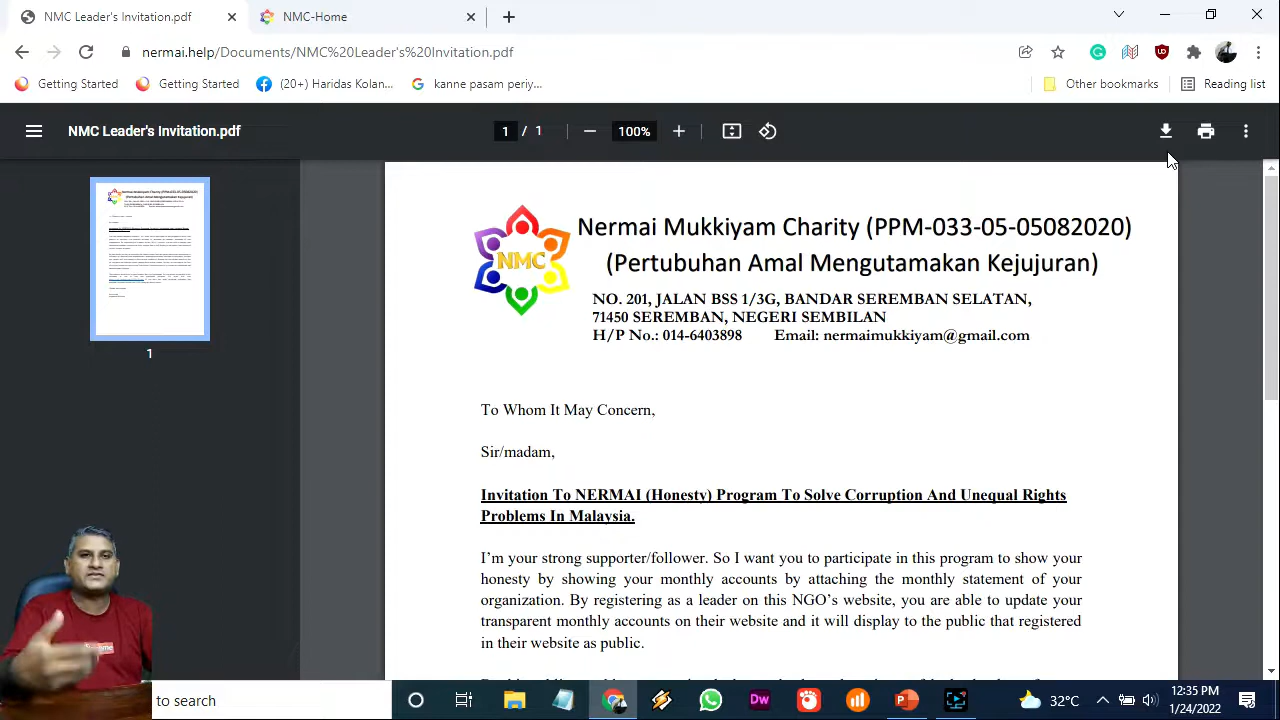 NMC Leader's Invitation.pdf
NMC-Home
nermai.help/Documents/NMC%20Leader's%20Invitation.pdf
Getting Started
Getting Started
(20+) Haridas Kolan...
kanne pasam periy...
Other bookmarks
Reading list
NMC Leader's Invitation.pdf
1 / 1
100%
1
NMC
Nermai Mukkiyam Charity (PPM-033-05-05082020)
(Pertubuhan Amal Mengutamakan Kejujuran)
NO. 201, JALAN BSS 1/3G, BANDAR SEREMBAN SELATAN,
71450 SEREMBAN, NEGERI SEMBILAN
H/P No.: 014-6403898 Email: nermaimukkiyam@gmail.com
To Whom It May Concern,
Sir/madam,
Invitation To NERMAI (Honesty) Program To Solve Corruption And Unequal Rights
Problems In Malaysia.
I'm your strong supporter/follower. So I want you to participate in this program to show your
honesty by showing your monthly accounts by attaching the monthly statement of your
organization. By registering as a leader on this NGO's website, you are able to update your
transparent monthly accounts on their website and it will display to the public that registered
in their website as public.
to search
Dw
32°C
12:35 PM
1/24/2022